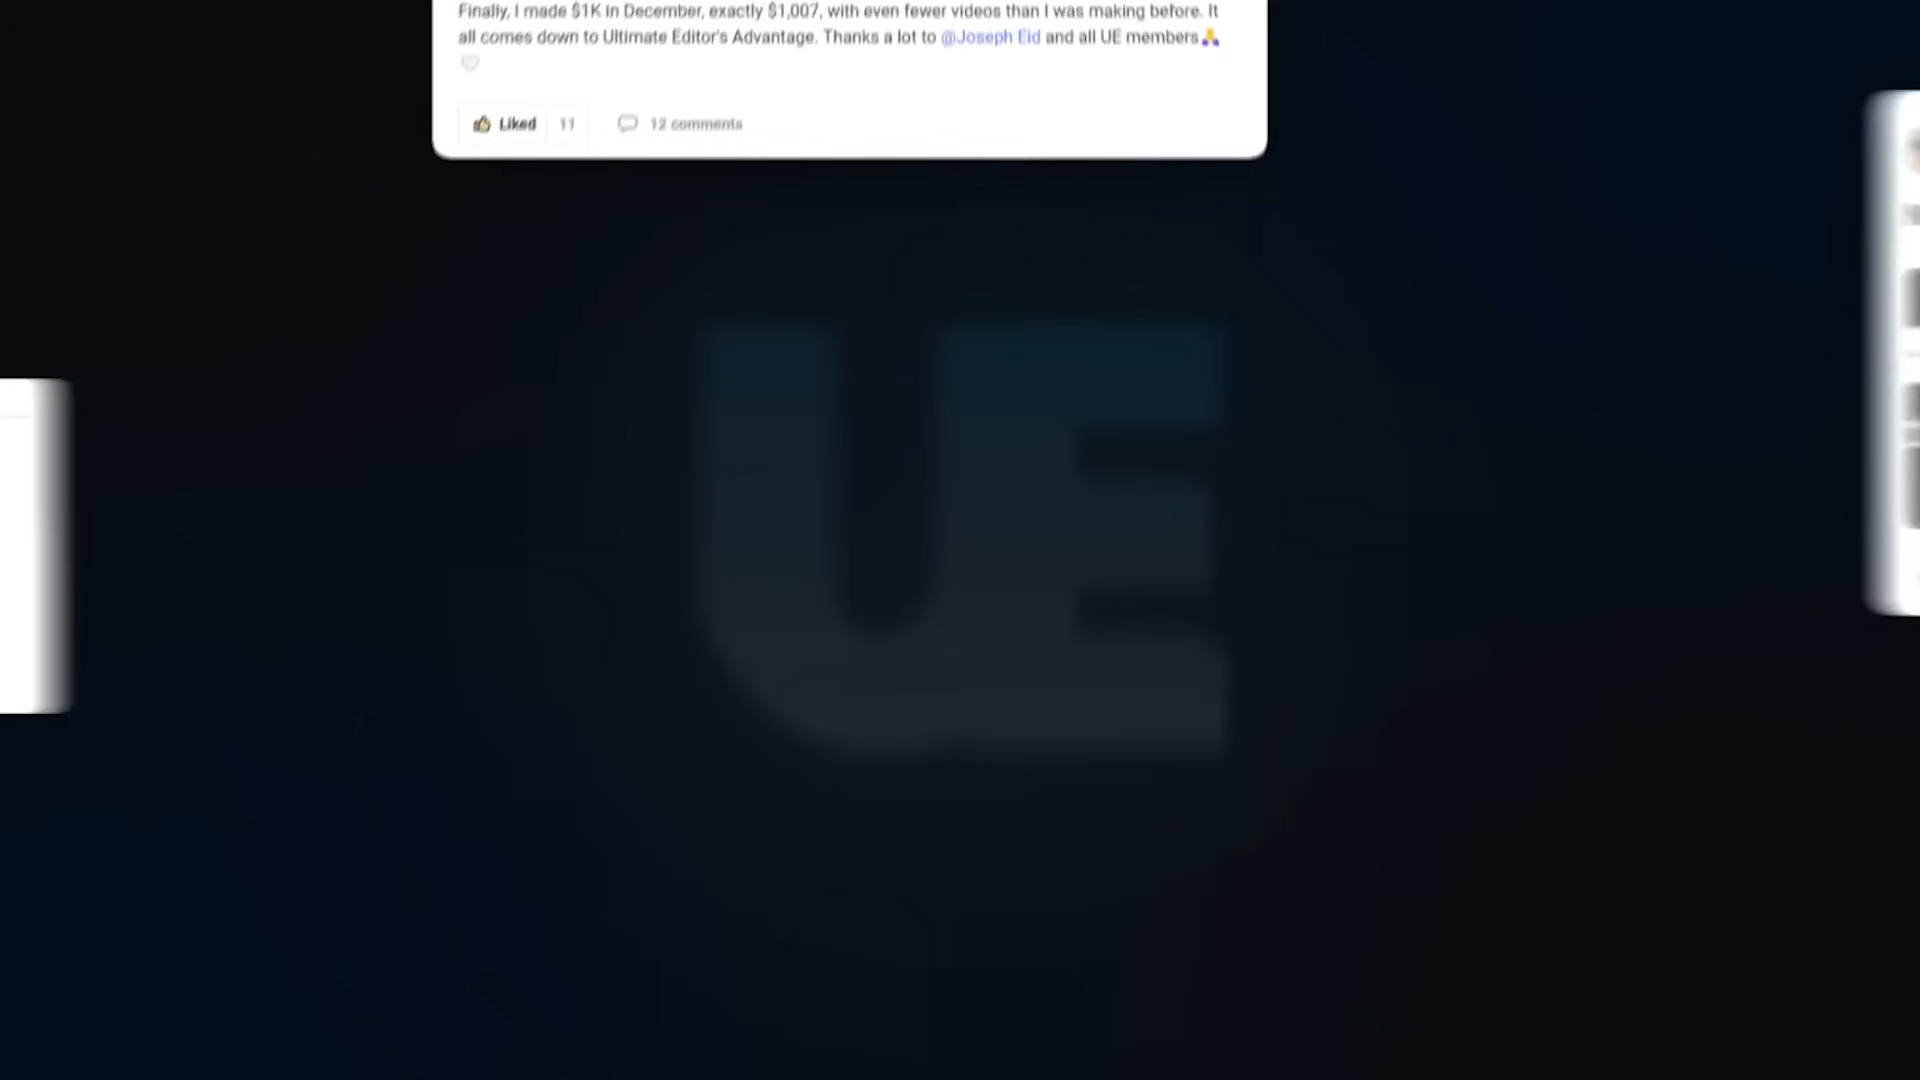 Finally, I made $1K in December, exactly $1,007, with even fewer videos than I was making before. It
all comes down to Ultimate Editor's Advantage. Thanks a lot to @Joseph Eid and all UE members🙏
🤍
Liked 11 12 comments
UE